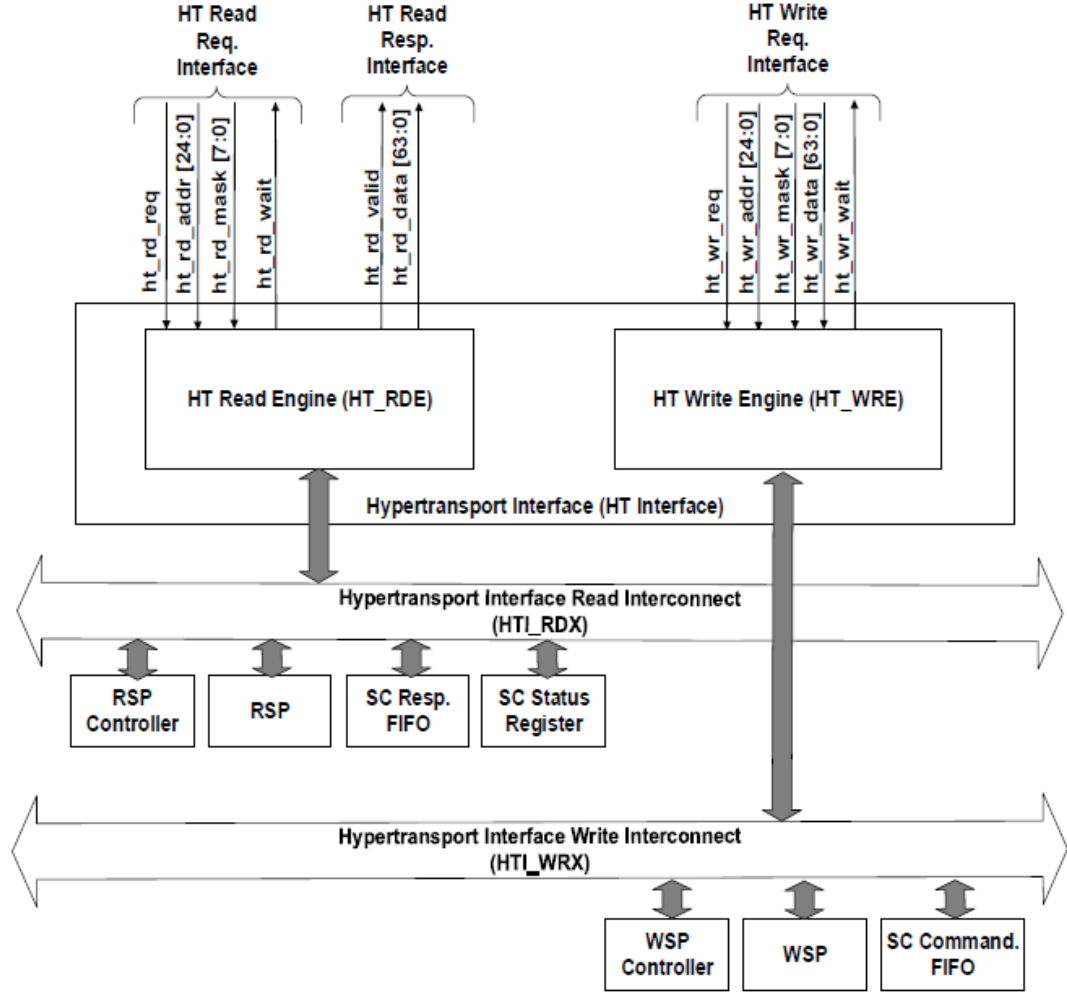 HT Read
Req.
Interface
HT Read
Resp.
Interface
HT Write
Req.
Interface
ht_rd_req
ht_rd_addr [24:0]
ht_rd_mask [7:0]
ht_rd_wait
ht_rd_valid
ht_rd_data [63:0]
ht_wr_req
ht_wr_addr [24:0]
ht_wr_mask [7:0]
ht_wr_data [63:0]
ht_wr_wait
HT Read Engine (HT_RDE)
HT Write Engine (HT_WRE)
Hypertransport Interface (HT Interface)
Hypertransport Interface Read Interconnect
(HTI_RDX)
RSP
Controller
RSP
SC Resp.
FIFO
SC Status
Register
Hypertransport Interface Write Interconnect
(HTI_WRX)
WSP
Controller
WSP
SC Command.
FIFO